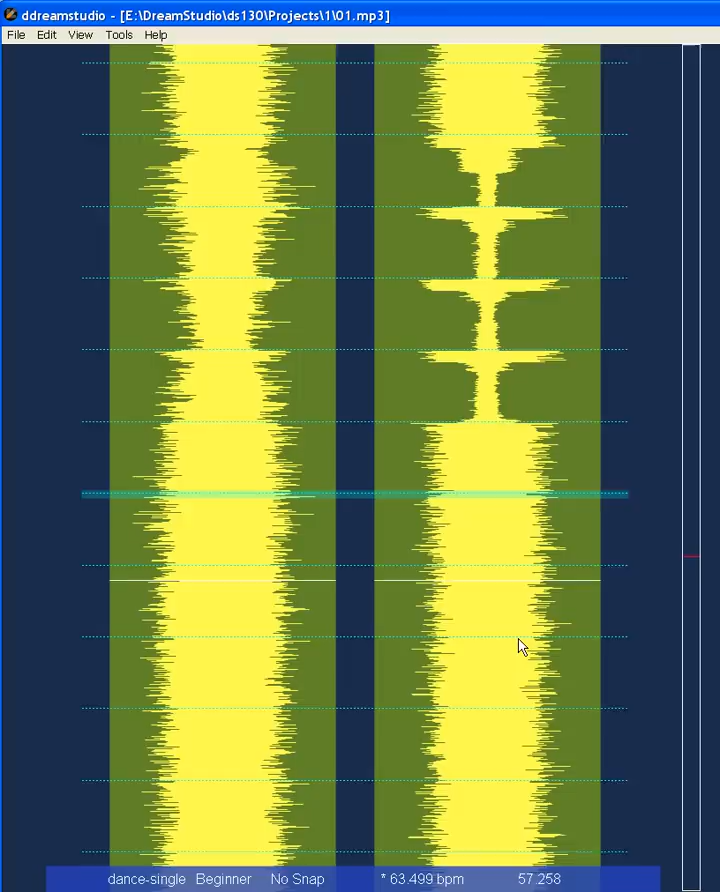 ddreamstudio - [E:\DreamStudio\ds130\Projects\1\01.mp3]
File Edit View Tools Help
dance-single Beginner No Snap * 63.499 bpm 57.258